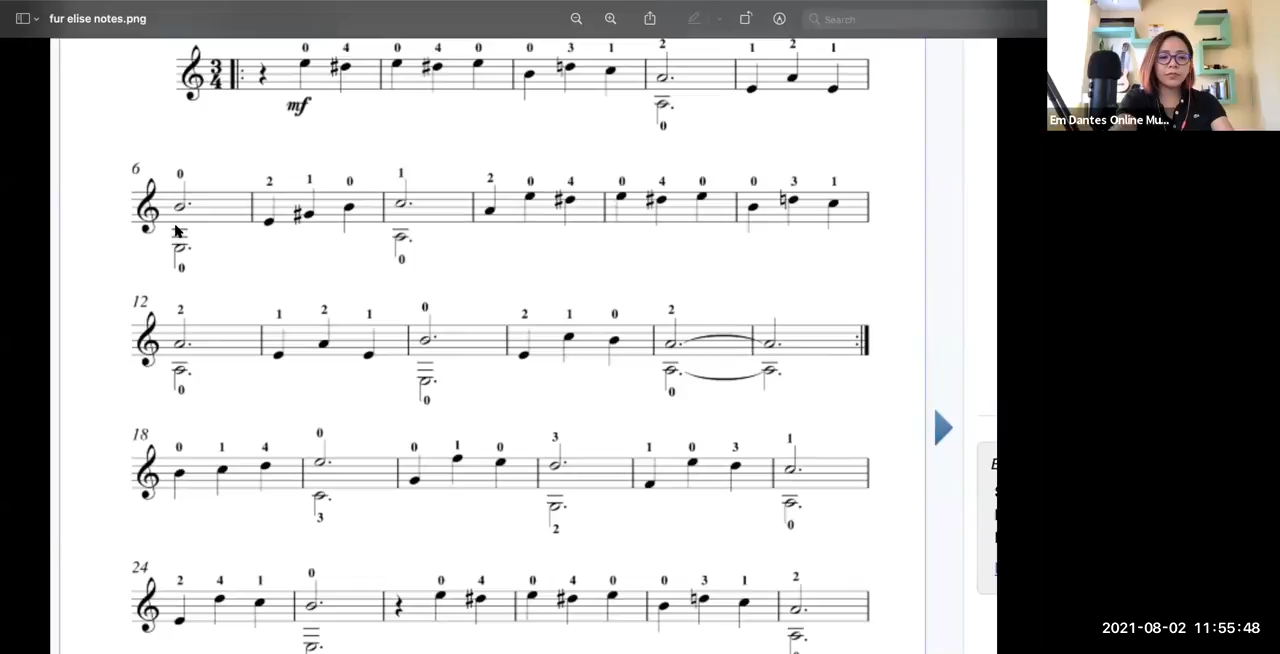 fur elise notes.png
Search
Em Dantes Online Mu...
0 4 0 4 0 0 3 1 2 1 2 1
3
4
mf
0
6
0 2 1 0 1 2 0 4 0 4 0 0 3 1
0 0
12
2 1 2 1 0 2 1 0 2
0 0 0
18
0 1 4 0 0 1 0 3 1 0 3 1
3 2 0
24
2 4 1 0 0 4 0 4 0 0 3 1 2
2021-08-02 11:55:48